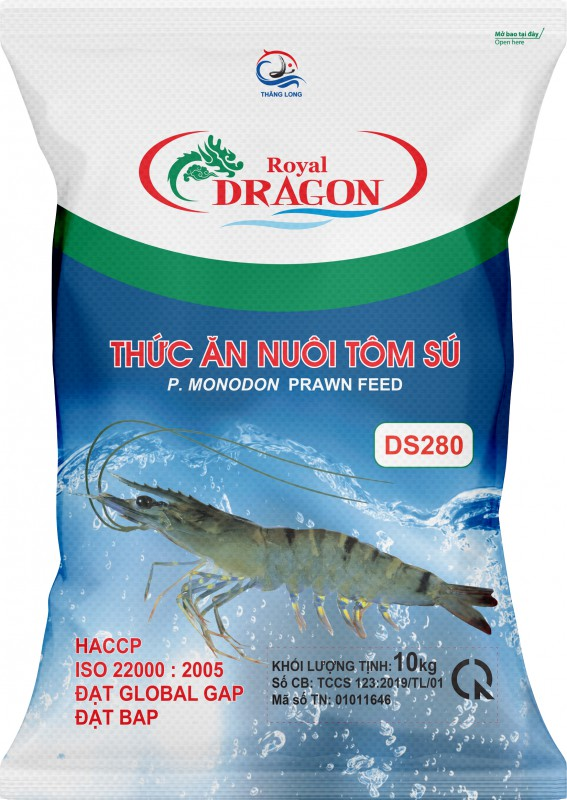 Mở bao tại đây
Open here
THĂNG LONG
Royal
DRAGON
THỨC ĂN NUÔI TÔM SÚ
P. MONODON PRAWN FEED
DS280
HACCP
ISO 22000 : 2005
ĐẠT GLOBAL GAP
ĐẠT BAP
KHỐI LƯỢNG TỊNH: 10kg
Số CB: TCCS 123:2019/TL/01
Mã số TN: 01011646